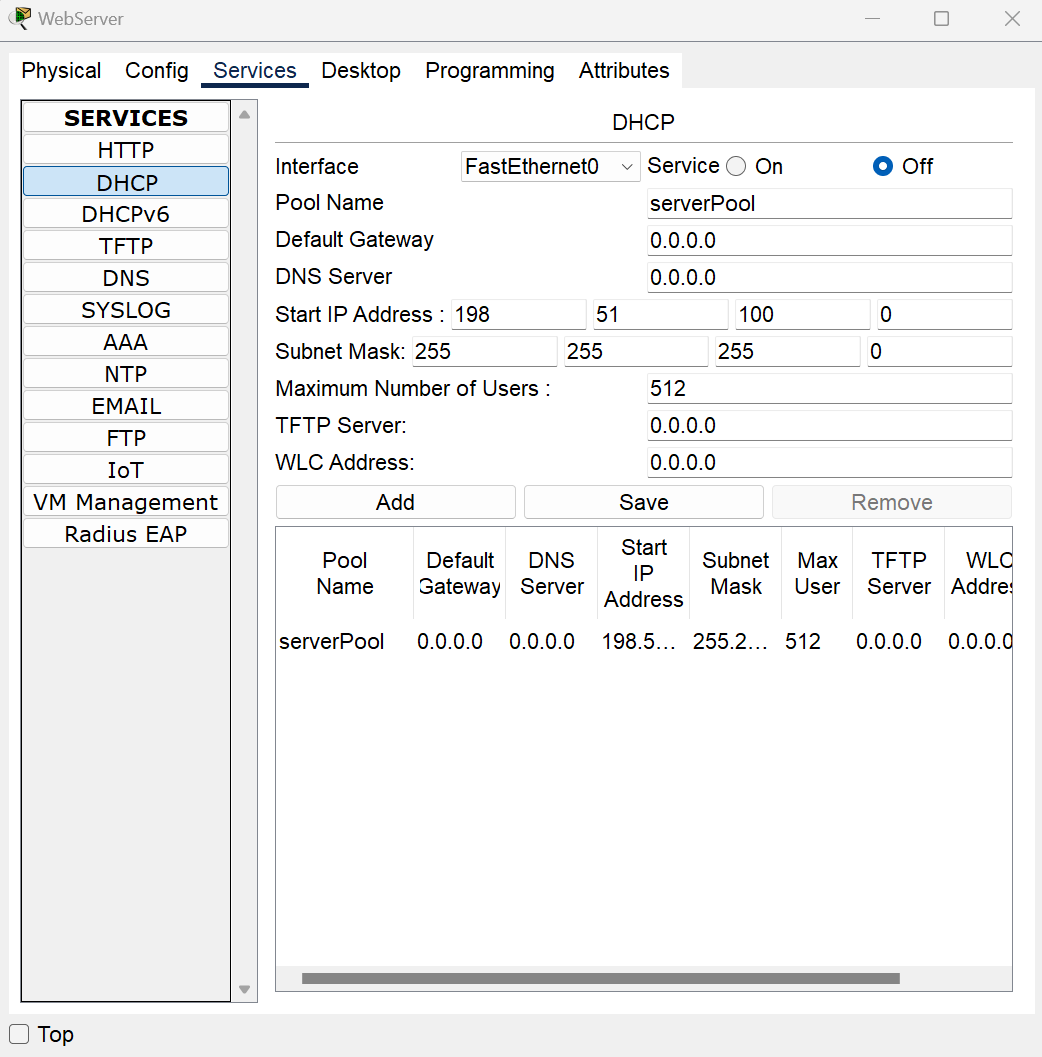 WebServer
Physical Config Services Desktop Programming Attributes
SERVICES
HTTP
DHCP
DHCPv6
TFTP
DNS
SYSLOG
AAA
NTP
EMAIL
FTP
IoT
VM Management
Radius EAP
DHCP
Interface FastEthernet0 Service On Off
Pool Name serverPool
Default Gateway 0.0.0.0
DNS Server 0.0.0.0
Start IP Address : 198 51 100 0
Subnet Mask: 255 255 255 0
Maximum Number of Users : 512
TFTP Server: 0.0.0.0
WLC Address: 0.0.0.0
Add Save Remove
Pool Name Default Gateway DNS Server Start IP Address Subnet Mask Max User TFTP Server WLC Addres
serverPool 0.0.0.0 0.0.0.0 198.5... 255.2... 512 0.0.0.0 0.0.0.0
Top